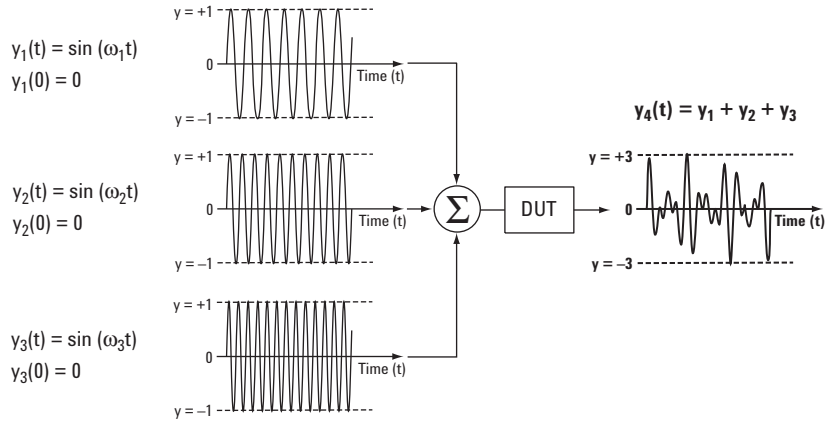 y = +1
y₁(t) = sin (ω₁t)
y₁(0) = 0
0
Time (t)
y = –1
y₄(t) = y₁ + y₂ + y₃
y = +1
y₂(t) = sin (ω₂t)
y₂(0) = 0
0
Time (t)
y = –1
Σ
DUT
y = +3
0
Time (t)
y = –3
y = +1
y₃(t) = sin (ω₃t)
y₃(0) = 0
0
Time (t)
y = –1